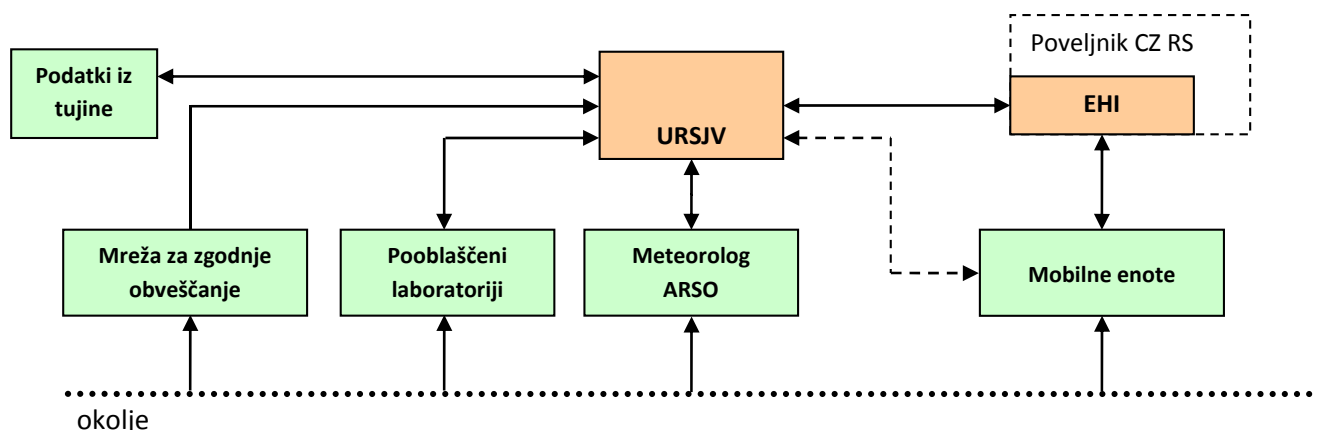 Podatki iz
tujine
URSJV
Poveljnik CZ RS
EHI
Mreža za zgodnje
obveščanje
Pooblaščeni
laboratoriji
Meteorolog
ARSO
Mobilne enote
okolje